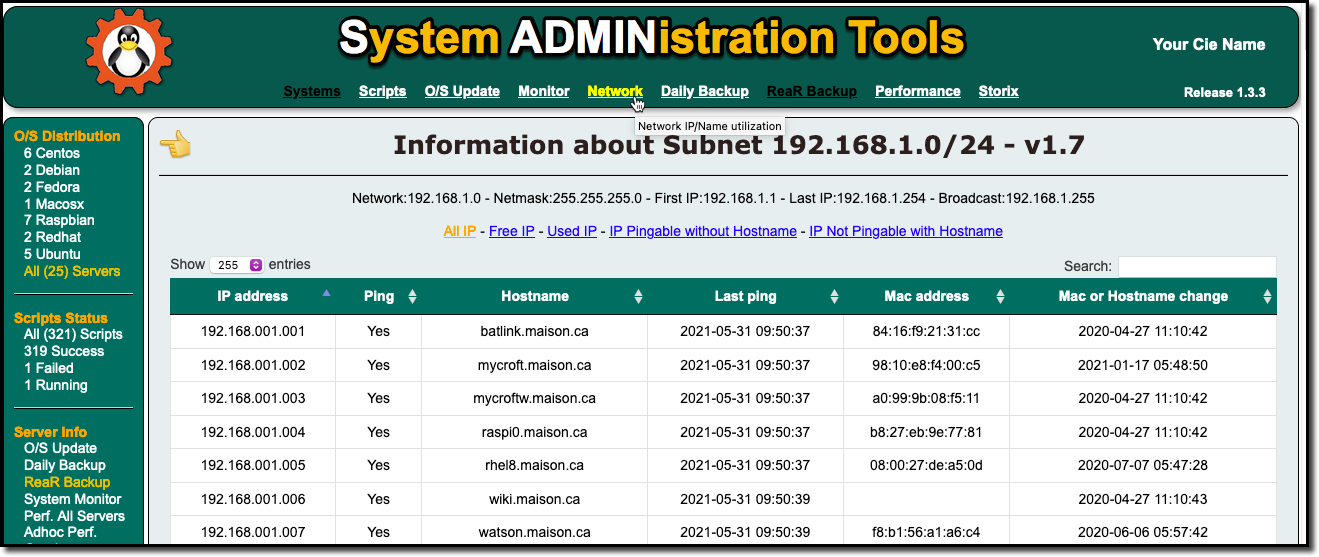 System ADMINistration Tools
Your Cie Name
Systems Scripts O/S Update Monitor Network Daily Backup ReaR Backup Performance Storix
Release 1.3.3
Network IP/Name utilization
O/S Distribution
6 Centos
2 Debian
2 Fedora
1 Macosx
7 Raspbian
2 Redhat
5 Ubuntu
All (25) Servers
Scripts Status
All (321) Scripts
319 Success
1 Failed
1 Running
Server Info
O/S Update
Daily Backup
ReaR Backup
System Monitor
Perf. All Servers
Adhoc Perf.
Information about Subnet 192.168.1.0/24 - v1.7
Network:192.168.1.0 - Netmask:255.255.255.0 - First IP:192.168.1.1 - Last IP:192.168.1.254 - Broadcast:192.168.1.255
All IP - Free IP - Used IP - IP Pingable without Hostname - IP Not Pingable with Hostname
Show 255 entries
Search:
IP address Ping Hostname Last ping Mac address Mac or Hostname change
192.168.001.001 Yes batlink.maison.ca 2021-05-31 09:50:37 84:16:f9:21:31:cc 2020-04-27 11:10:42
192.168.001.002 Yes mycroft.maison.ca 2021-05-31 09:50:37 98:10:e8:f4:00:c5 2021-01-17 05:48:50
192.168.001.003 Yes mycroftw.maison.ca 2021-05-31 09:50:37 a0:99:9b:08:f5:11 2020-04-27 11:10:42
192.168.001.004 Yes raspi0.maison.ca 2021-05-31 09:50:37 b8:27:eb:9e:77:81 2020-04-27 11:10:42
192.168.001.005 Yes rhel8.maison.ca 2021-05-31 09:50:37 08:00:27:de:a5:0d 2020-07-07 05:47:28
192.168.001.006 Yes wiki.maison.ca 2021-05-31 09:50:39 2020-04-27 11:10:43
192.168.001.007 Yes watson.maison.ca 2021-05-31 09:50:39 f8:b1:56:a1:a6:c4 2020-06-06 05:57:42